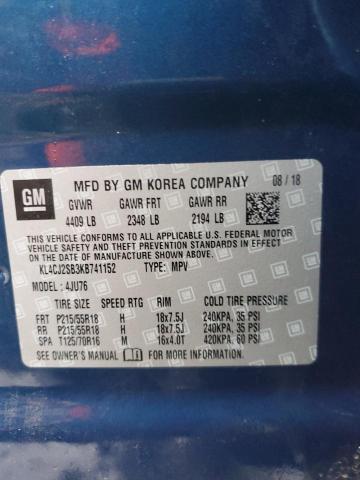 GM
MFD BY GM KOREA COMPANY 08/18
GVWR GAWR FRT GAWR RR
4409 LB 2348 LB 2194 LB
THIS VEHICLE CONFORMS TO ALL APPLICABLE U.S. FEDERAL MOTOR
VEHICLE SAFETY, BUMPER, AND THEFT PREVENTION STANDARDS IN
EFFECT ON THE DATE OF MANUFACTURE SHOWN ABOVE.
KL4CJ2SB3KB741152 TYPE: MPV
MODEL: 4JU76
TIRE SIZE SPEED RTG RIM COLD TIRE PRESSURE
FRT P215/55R18 H 18x7.5J 240KPA, 35 PSI
RR P215/55R18 H 18x7.5J 240KPA, 35 PSI
SPA T125/70R16 M 16x4.0T 420KPA, 60 PSI
SEE OWNER'S MANUAL FOR ADDITIONAL INFORMATION.